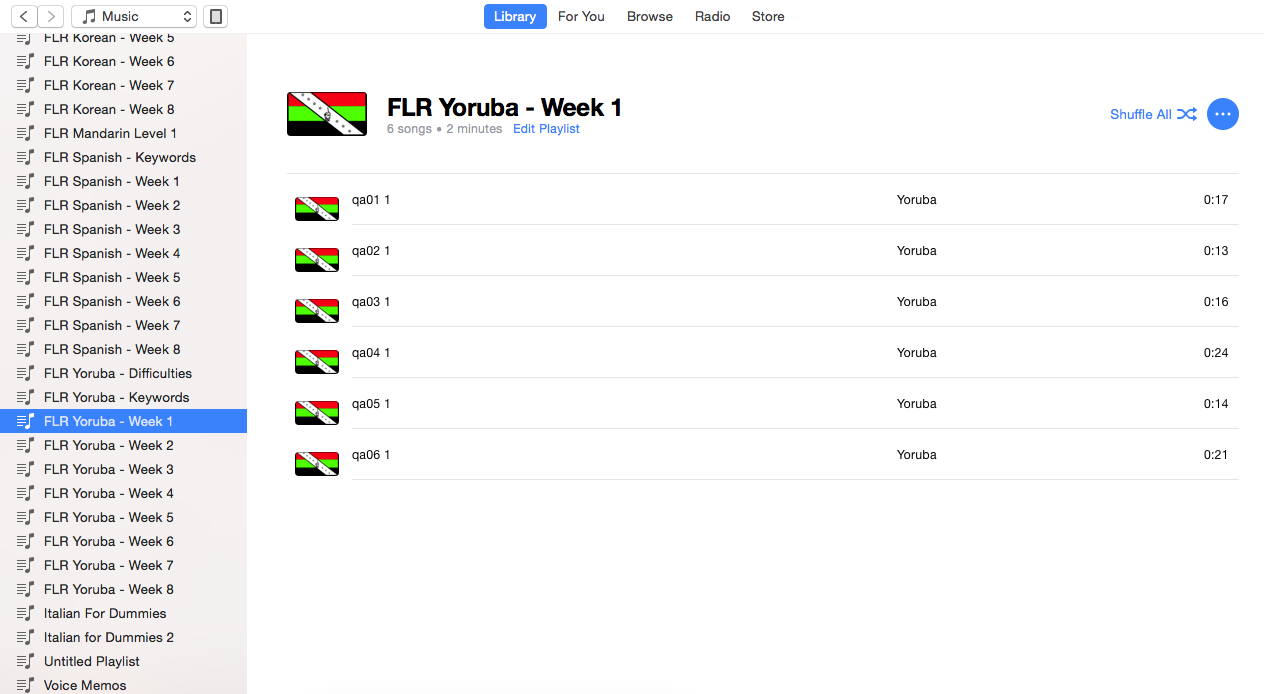 Music
Library For You Browse Radio Store
FLR Korean - Week 5
FLR Korean - Week 6
FLR Korean - Week 7
FLR Korean - Week 8
FLR Mandarin Level 1
FLR Spanish - Keywords
FLR Spanish - Week 1
FLR Spanish - Week 2
FLR Spanish - Week 3
FLR Spanish - Week 4
FLR Spanish - Week 5
FLR Spanish - Week 6
FLR Spanish - Week 7
FLR Spanish - Week 8
FLR Yoruba - Difficulties
FLR Yoruba - Keywords
FLR Yoruba - Week 1
FLR Yoruba - Week 2
FLR Yoruba - Week 3
FLR Yoruba - Week 4
FLR Yoruba - Week 5
FLR Yoruba - Week 6
FLR Yoruba - Week 7
FLR Yoruba - Week 8
Italian For Dummies
Italian for Dummies 2
Untitled Playlist
Voice Memos
FLR Yoruba - Week 1
6 songs • 2 minutes Edit Playlist
Shuffle All
qa01 1 Yoruba 0:17
qa02 1 Yoruba 0:13
qa03 1 Yoruba 0:16
qa04 1 Yoruba 0:24
qa05 1 Yoruba 0:14
qa06 1 Yoruba 0:21